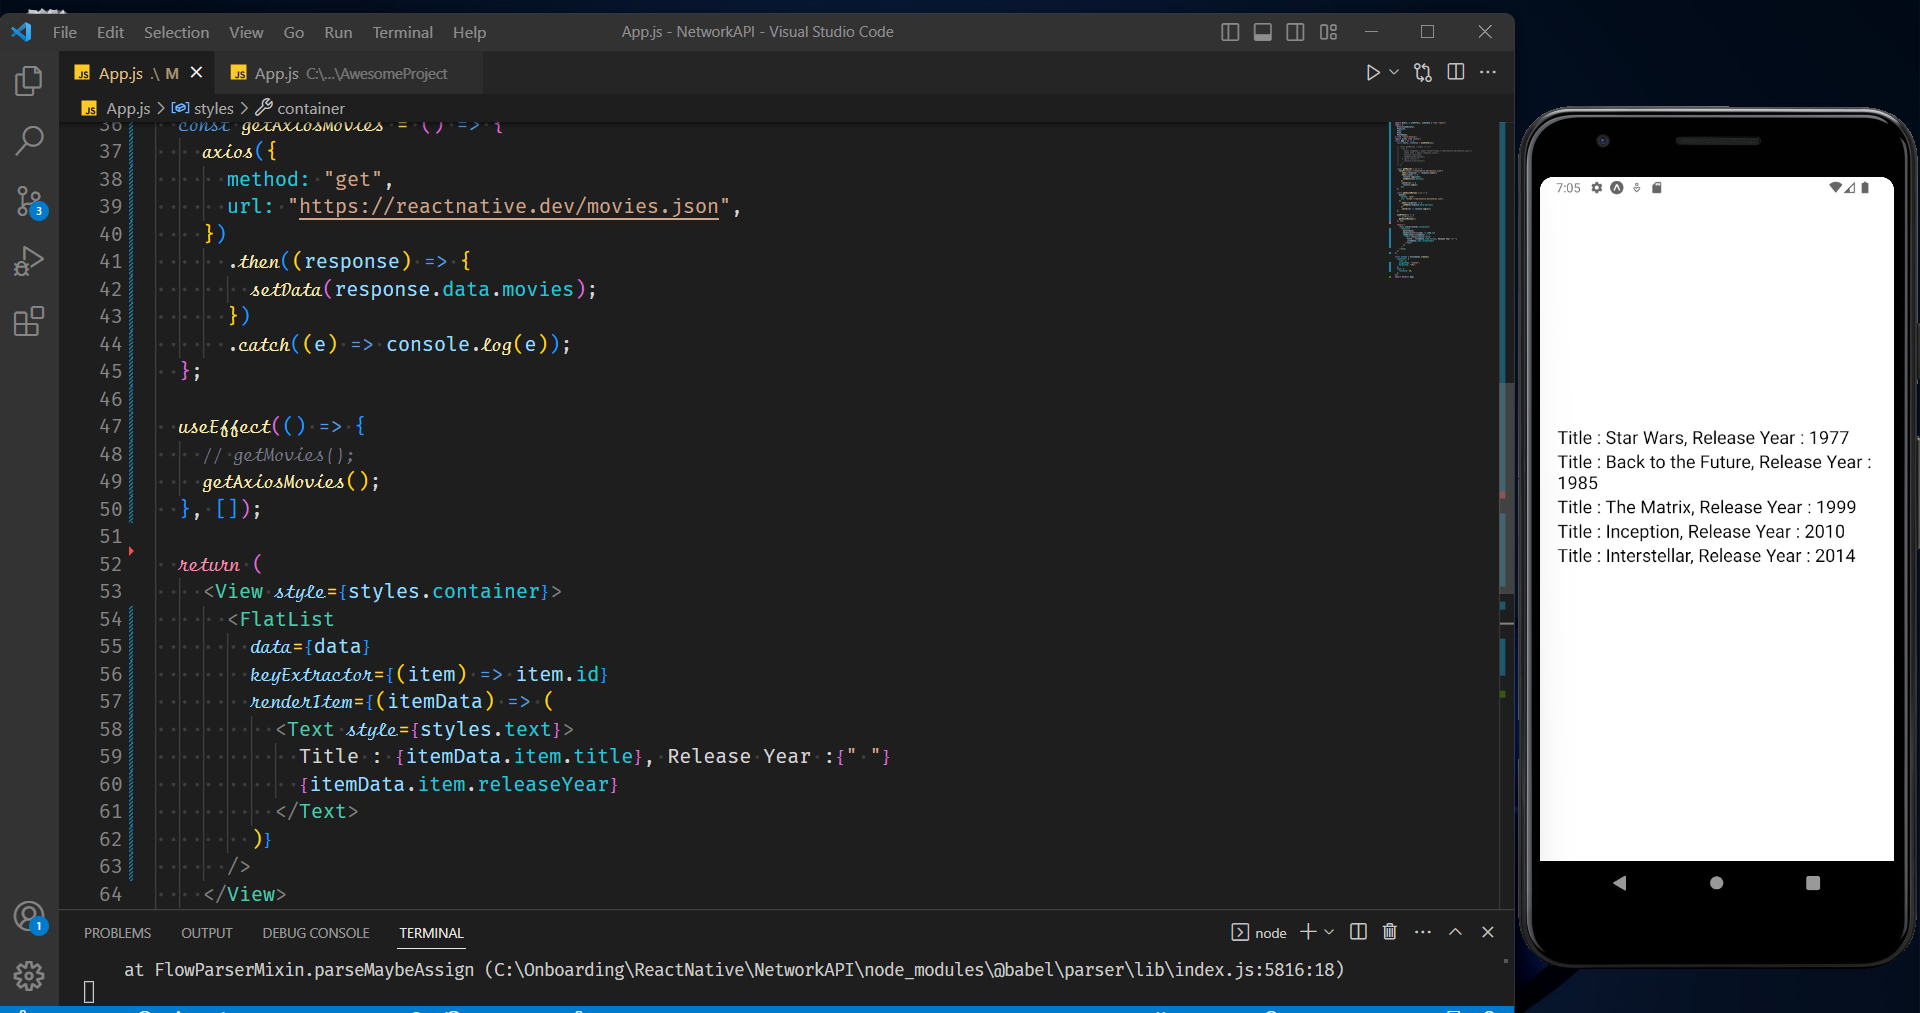 File Edit Selection View Go Run Terminal Help
App.js - NetworkAPI - Visual Studio Code
App.js .\ M
App.js C:\...\AwesomeProject
App.js > styles > container
36 const getAxiosMovies = () => {
37 axios({
38 method: "get",
39 url: "https://reactnative.dev/movies.json",
40 })
41 .then((response) => {
42 setData(response.data.movies);
43 })
44 .catch((e) => console.log(e));
45 };
46
47 useEffect(() => {
48 // getMovies();
49 getAxiosMovies();
50 }, []);
51
52 return (
53 <View style={styles.container}>
54 <FlatList
55 data={data}
56 keyExtractor={(item) => item.id}
57 renderItem={(itemData) => (
58 <Text style={styles.text}>
59 Title : {itemData.item.title}, Release Year :{" "}
60 {itemData.item.releaseYear}
61 </Text>
62 )}
63 />
64 </View>
3
1
PROBLEMS OUTPUT DEBUG CONSOLE TERMINAL
node
at FlowParserMixin.parseMaybeAssign (C:\Onboarding\ReactNative\NetworkAPI\node_modules\@babel\parser\lib\index.js:5816:18)
7:05
Title : Star Wars, Release Year : 1977
Title : Back to the Future, Release Year :
1985
Title : The Matrix, Release Year : 1999
Title : Inception, Release Year : 2010
Title : Interstellar, Release Year : 2014